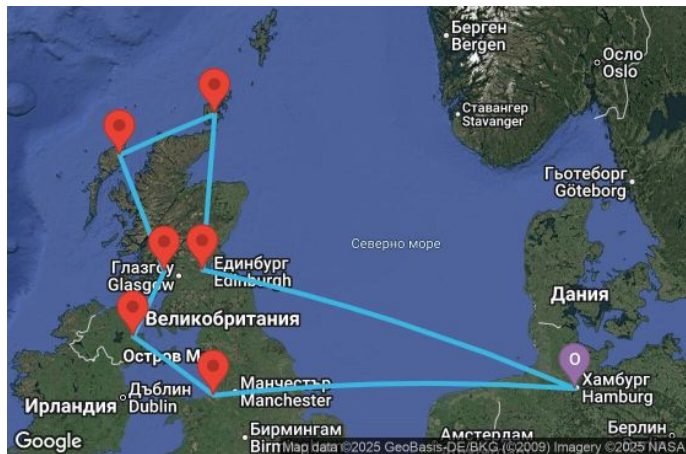 Берген
Bergen
Осло
Oslo
Ставангер
Stavanger
Гьотеборг
Göteborg
Северно море
Единбург
Edinburgh
Глазгоу
Glasgow
Дания
Великобритания
Остров М
Манчестър
Manchester
Дъблин
Dublin
Ирландия
O
Хамбург
Hamburg
Бирмингам
Амстердам
Берлин
Google
Map data ©2025 GeoBasis-DE/BKG (©2009) Imagery ©2025 NASA